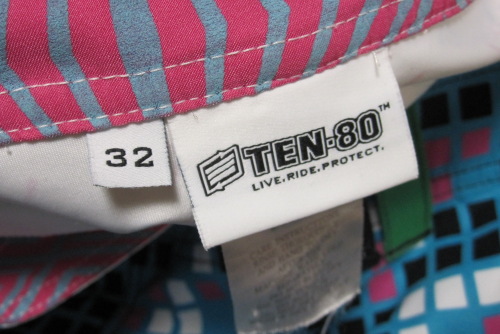 32
TEN-80™
LIVE. RIDE. PROTECT.